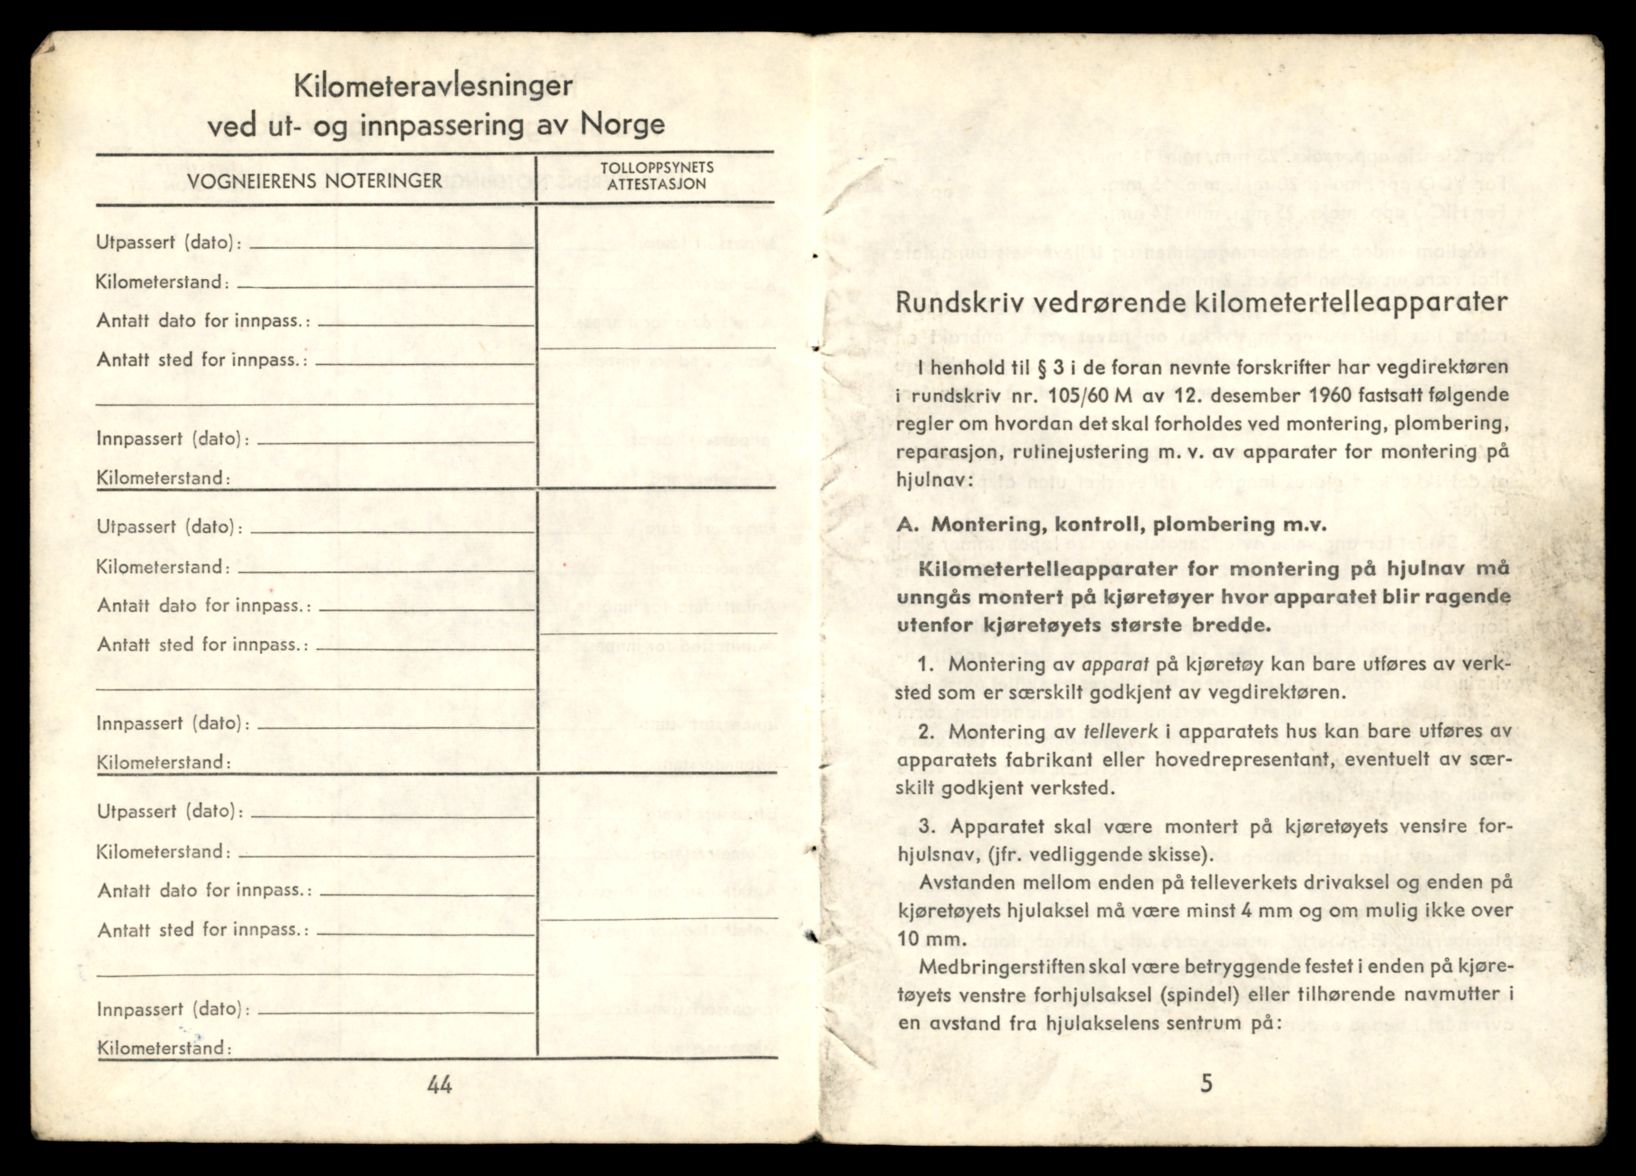 Kilometeravlesninger
ved ut- og innpassering av Norge
VOGNEIERENS NOTERINGER
TOLLOPPSYNETS
ATTESTASJON
Utpassert (dato):
Kilometerstand:
Antatt dato for innpass.:
Antatt sted for innpass.:
Innpassert (dato):
Kilometerstand:
Utpassert (dato):
Kilometerstand:
Antatt dato for innpass.:
Antatt sted for innpass.:
Innpassert (dato):
Kilometerstand:
Utpassert (dato):
Kilometerstand:
Antatt dato for innpass.:
Antatt sted for innpass.:
Innpassert (dato):
Kilometerstand:
44
Rundskriv vedrørende kilometertelleapparater
I henhold til § 3 i de foran nevnte forskrifter har vegdirektøren
i rundskriv nr. 105/60 M av 12. desember 1960 fastsatt følgende
regler om hvordan det skal forholdes ved montering, plombering,
reparasjon, rutinejustering m. v. av apparater for montering på
hjulnav:
A. Montering, kontroll, plombering m.v.
Kilometertelleapparater for montering på hjulnav må
unngås montert på kjøretøyer hvor apparatet blir ragende
utenfor kjøretøyets største bredde.
1. Montering av apparat på kjøretøy kan bare utføres av verk-
sted som er særskilt godkjent av vegdirektøren.
2. Montering av telleverk i apparatets hus kan bare utføres av
apparatets fabrikant eller hovedrepresentant, eventuelt av sær-
skilt godkjent verksted.
3. Apparatet skal være montert på kjøretøyets venstre for-
hjulsnav, (jfr. vedliggende skisse).
Avstanden mellom enden på telleverkets drivaksel og enden på
kjøretøyets hjulaksel må være minst 4 mm og om mulig ikke over
10 mm.
Medbringerstiften skal være betryggende festet i enden på kjøre-
tøyets venstre forhjulsaksel (spindel) eller tilhørende navmutter i
en avstand fra hjulakselens sentrum på:
5